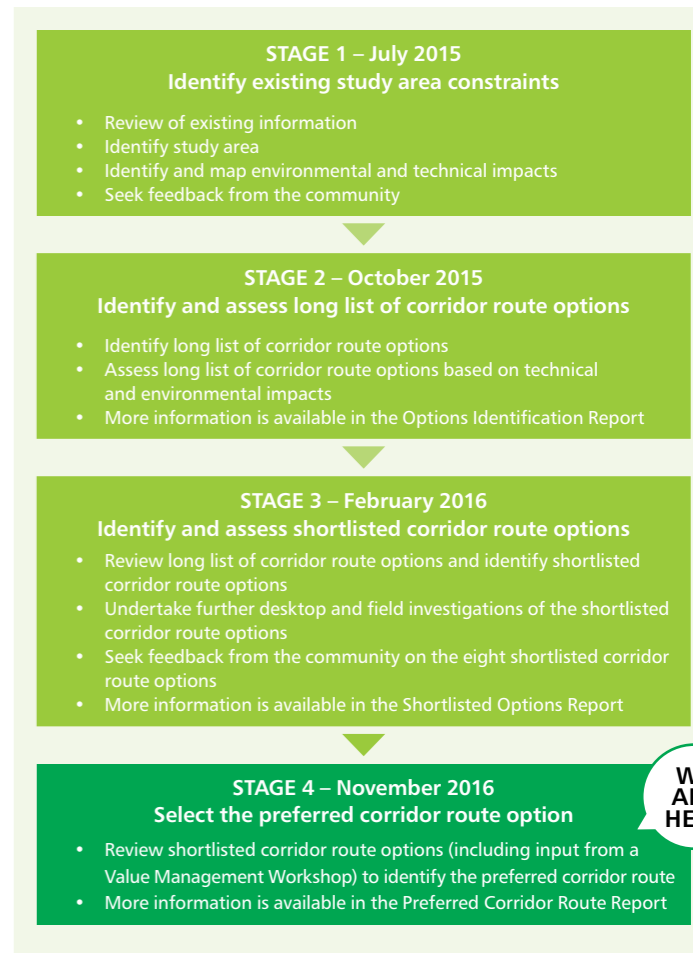 STAGE 1 – July 2015
Identify existing study area constraints
• Review of existing information
• Identify study area
• Identify and map environmental and technical impacts
• Seek feedback from the community
STAGE 2 – October 2015
Identify and assess long list of corridor route options
• Identify long list of corridor route options
• Assess long list of corridor route options based on technical
and environmental impacts
• More information is available in the Options Identification Report
STAGE 3 – February 2016
Identify and assess shortlisted corridor route options
• Review long list of corridor route options and identify shortlisted
corridor route options
• Undertake further desktop and field investigations of the shortlisted
corridor route options
• Seek feedback from the community on the eight shortlisted corridor
route options
• More information is available in the Shortlisted Options Report
STAGE 4 – November 2016
Select the preferred corridor route option
• Review shortlisted corridor route options (including input from a
Value Management Workshop) to identify the preferred corridor route
• More information is available in the Preferred Corridor Route Report